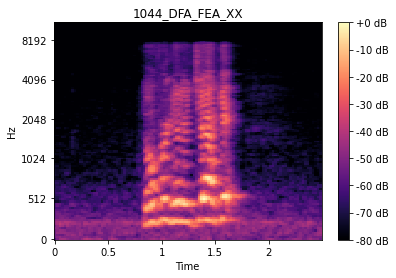 1044_DFA_FEA_XX
Hz
8192
4096
2048
1024
512
0
0
0.5
1
1.5
2
Time
+0 dB
-10 dB
-20 dB
-30 dB
-40 dB
-50 dB
-60 dB
-70 dB
-80 dB